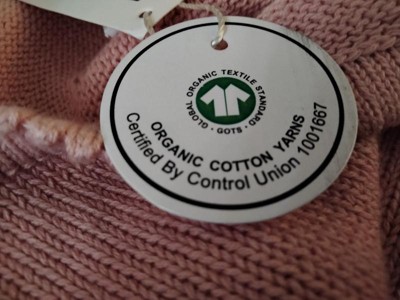 GLOBAL ORGANIC TEXTILE STANDARD
· GOTS ·
ORGANIC COTTON YARNS
Certified By Control Union 1001667